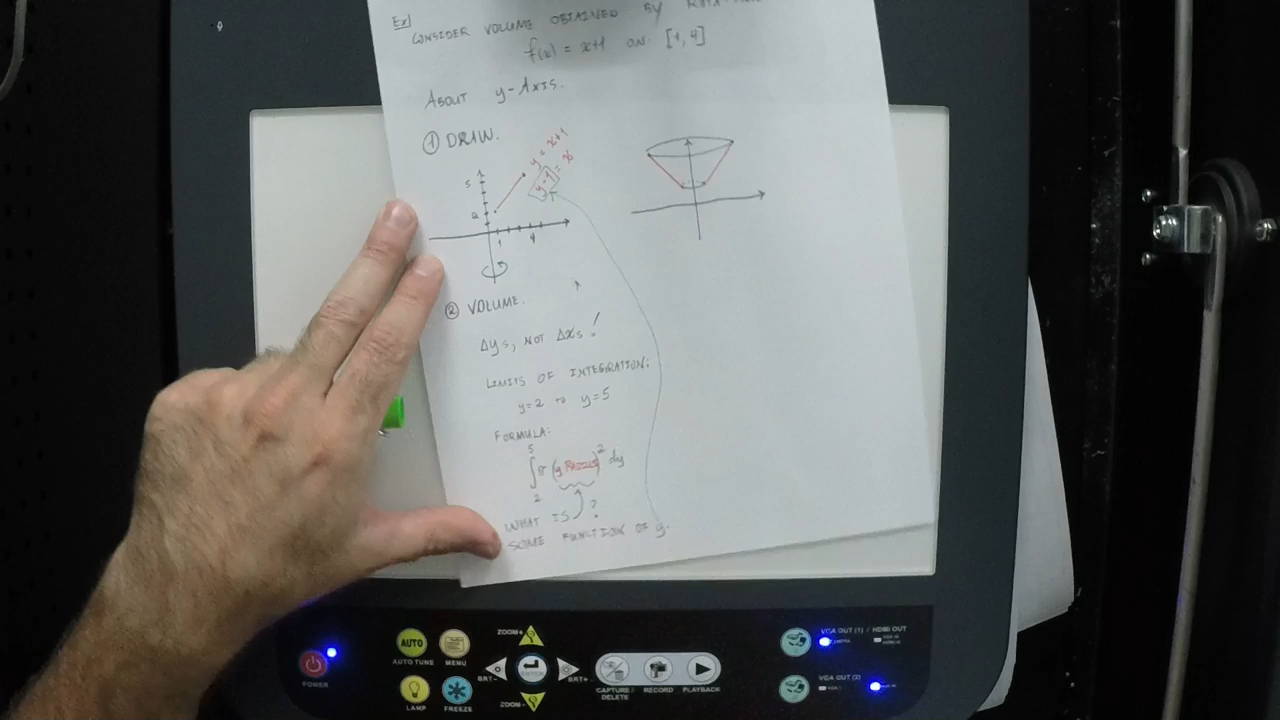 Ex] CONSIDER VOLUME OBTAINED BY
f(x) = x+1 ON [1, 4]
ABOUT y-AXIS.
① DRAW.
y = x+1
y-1 = x
5
2
1 4
② VOLUME.
Δys, NOT Δxs!
LIMITS OF INTEGRATION:
y=2 TO y=5
FORMULA:
∫₂⁵ π (y RADIUS)² dy
WHAT IS ?
SOME FUNCTION OF y.
POWER
AUTO
AUTO TUNE
MENU
LAMP
FREEZE
ZOOM+
BRT-
BRT+
ZOOM-
CAPTURE / DELETE
RECORD
PLAYBACK
VGA OUT (1) / HDMI OUT
VGA OUT (2)